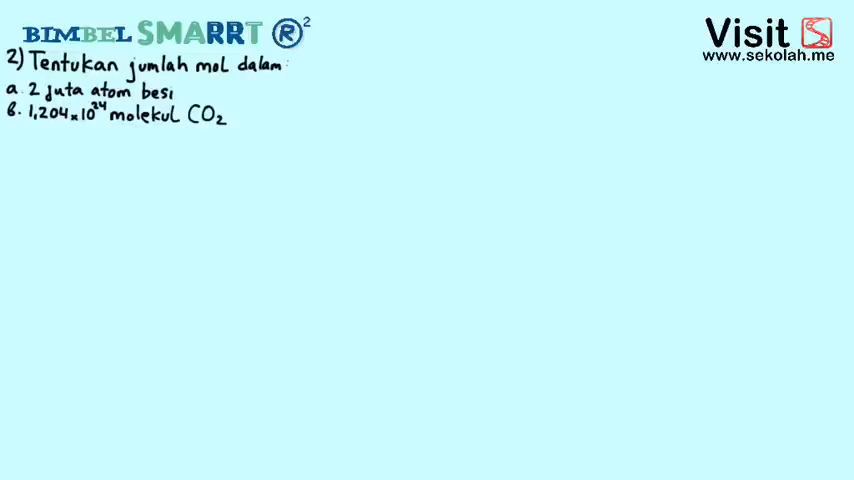 BIMBEL SMARRT R 2
Visit S
www.sekolah.me
2) Tentukan jumlah mol dalam :
a. 2 juta atom besi
b. 1,204 x 10²⁴ molekul CO₂